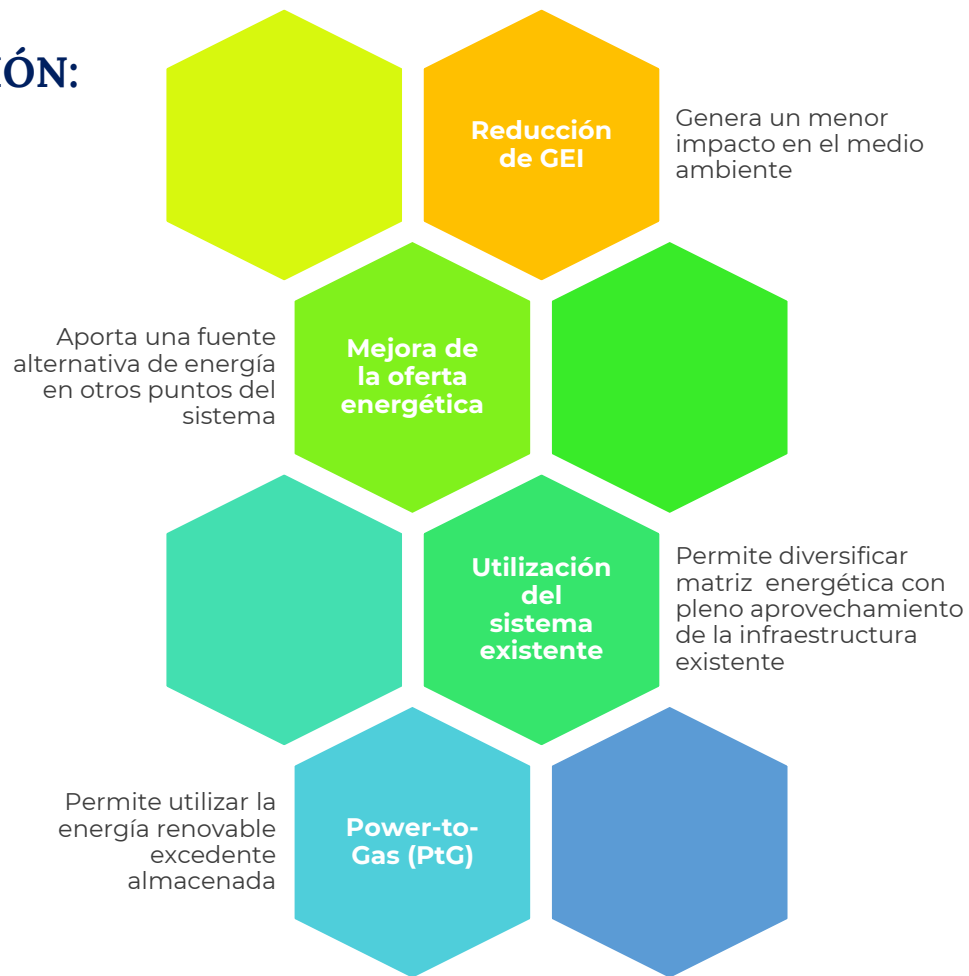 IÓN:
Reducción
de GEI
Genera un menor
impacto en el medio
ambiente
Aporta una fuente
alternativa de energía
en otros puntos del
sistema
Mejora de
la oferta
energética
Utilización
del
sistema
existente
Permite diversificar
matriz energética con
pleno aprovechamiento
de la infraestructura
existente
Permite utilizar la
energía renovable
excedente
almacenada
Power-to-
Gas (PtG)